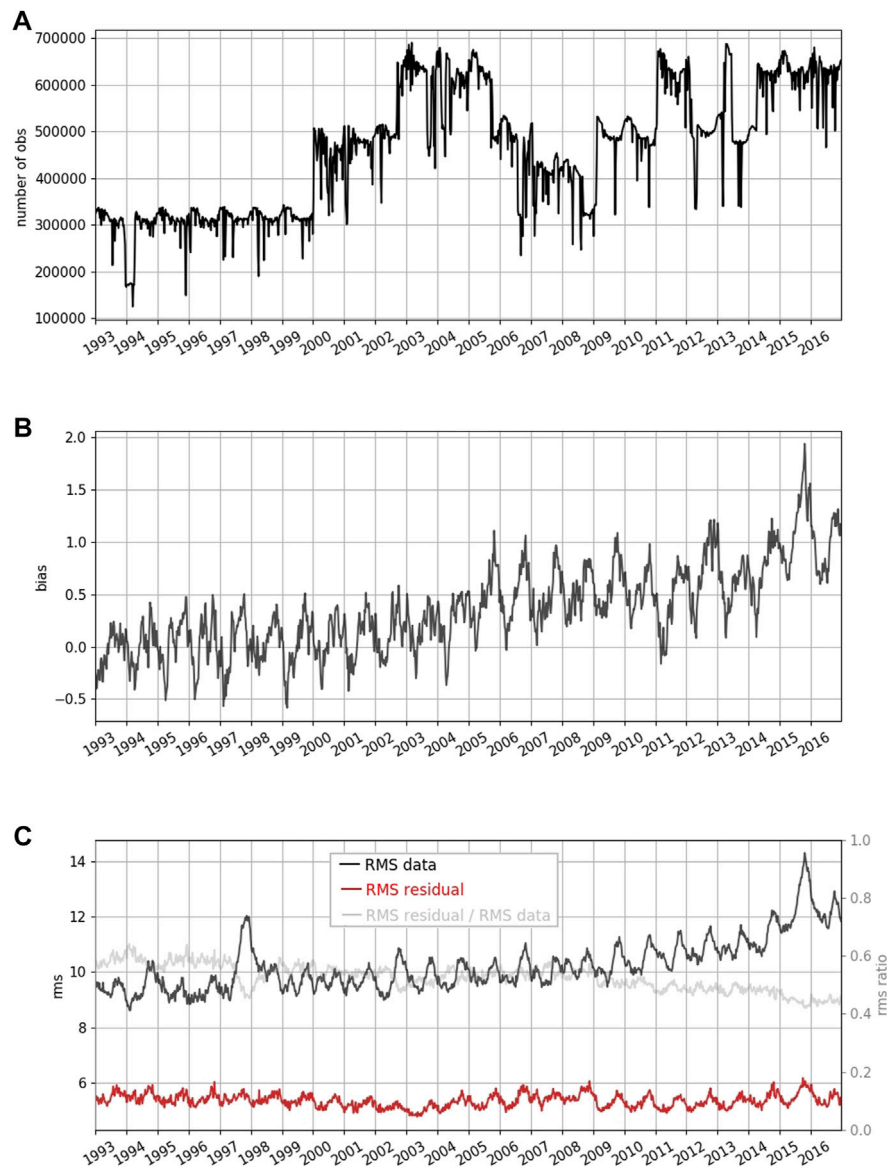 A
700000
600000
500000
400000
300000
200000
100000
number of obs
1993 1994 1995 1996 1997 1998 1999 2000 2001 2002 2003 2004 2005 2006 2007 2008 2009 2010 2011 2012 2013 2014 2015 2016
B
2.0
1.5
1.0
0.5
0.0
−0.5
bias
1993 1994 1995 1996 1997 1998 1999 2000 2001 2002 2003 2004 2005 2006 2007 2008 2009 2010 2011 2012 2013 2014 2015 2016
C
14
12
10
8
6
rms
RMS data
RMS residual
RMS residual / RMS data
1.0
0.8
0.6
0.4
0.2
0.0
rms ratio
1993 1994 1995 1996 1997 1998 1999 2000 2001 2002 2003 2004 2005 2006 2007 2008 2009 2010 2011 2012 2013 2014 2015 2016